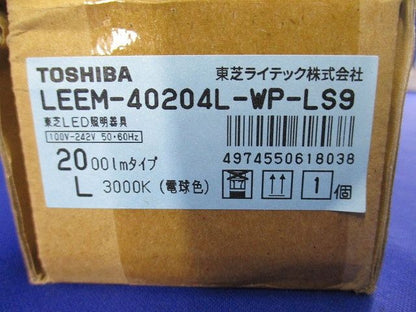 TOSHIBA 東芝ライテック株式会社
LEEM-40204L-WP-LS9
東芝LED照明器具
100V-242V 50・60Hz
2000lmタイプ
4974550618038
L 3000K (電球色) 1個